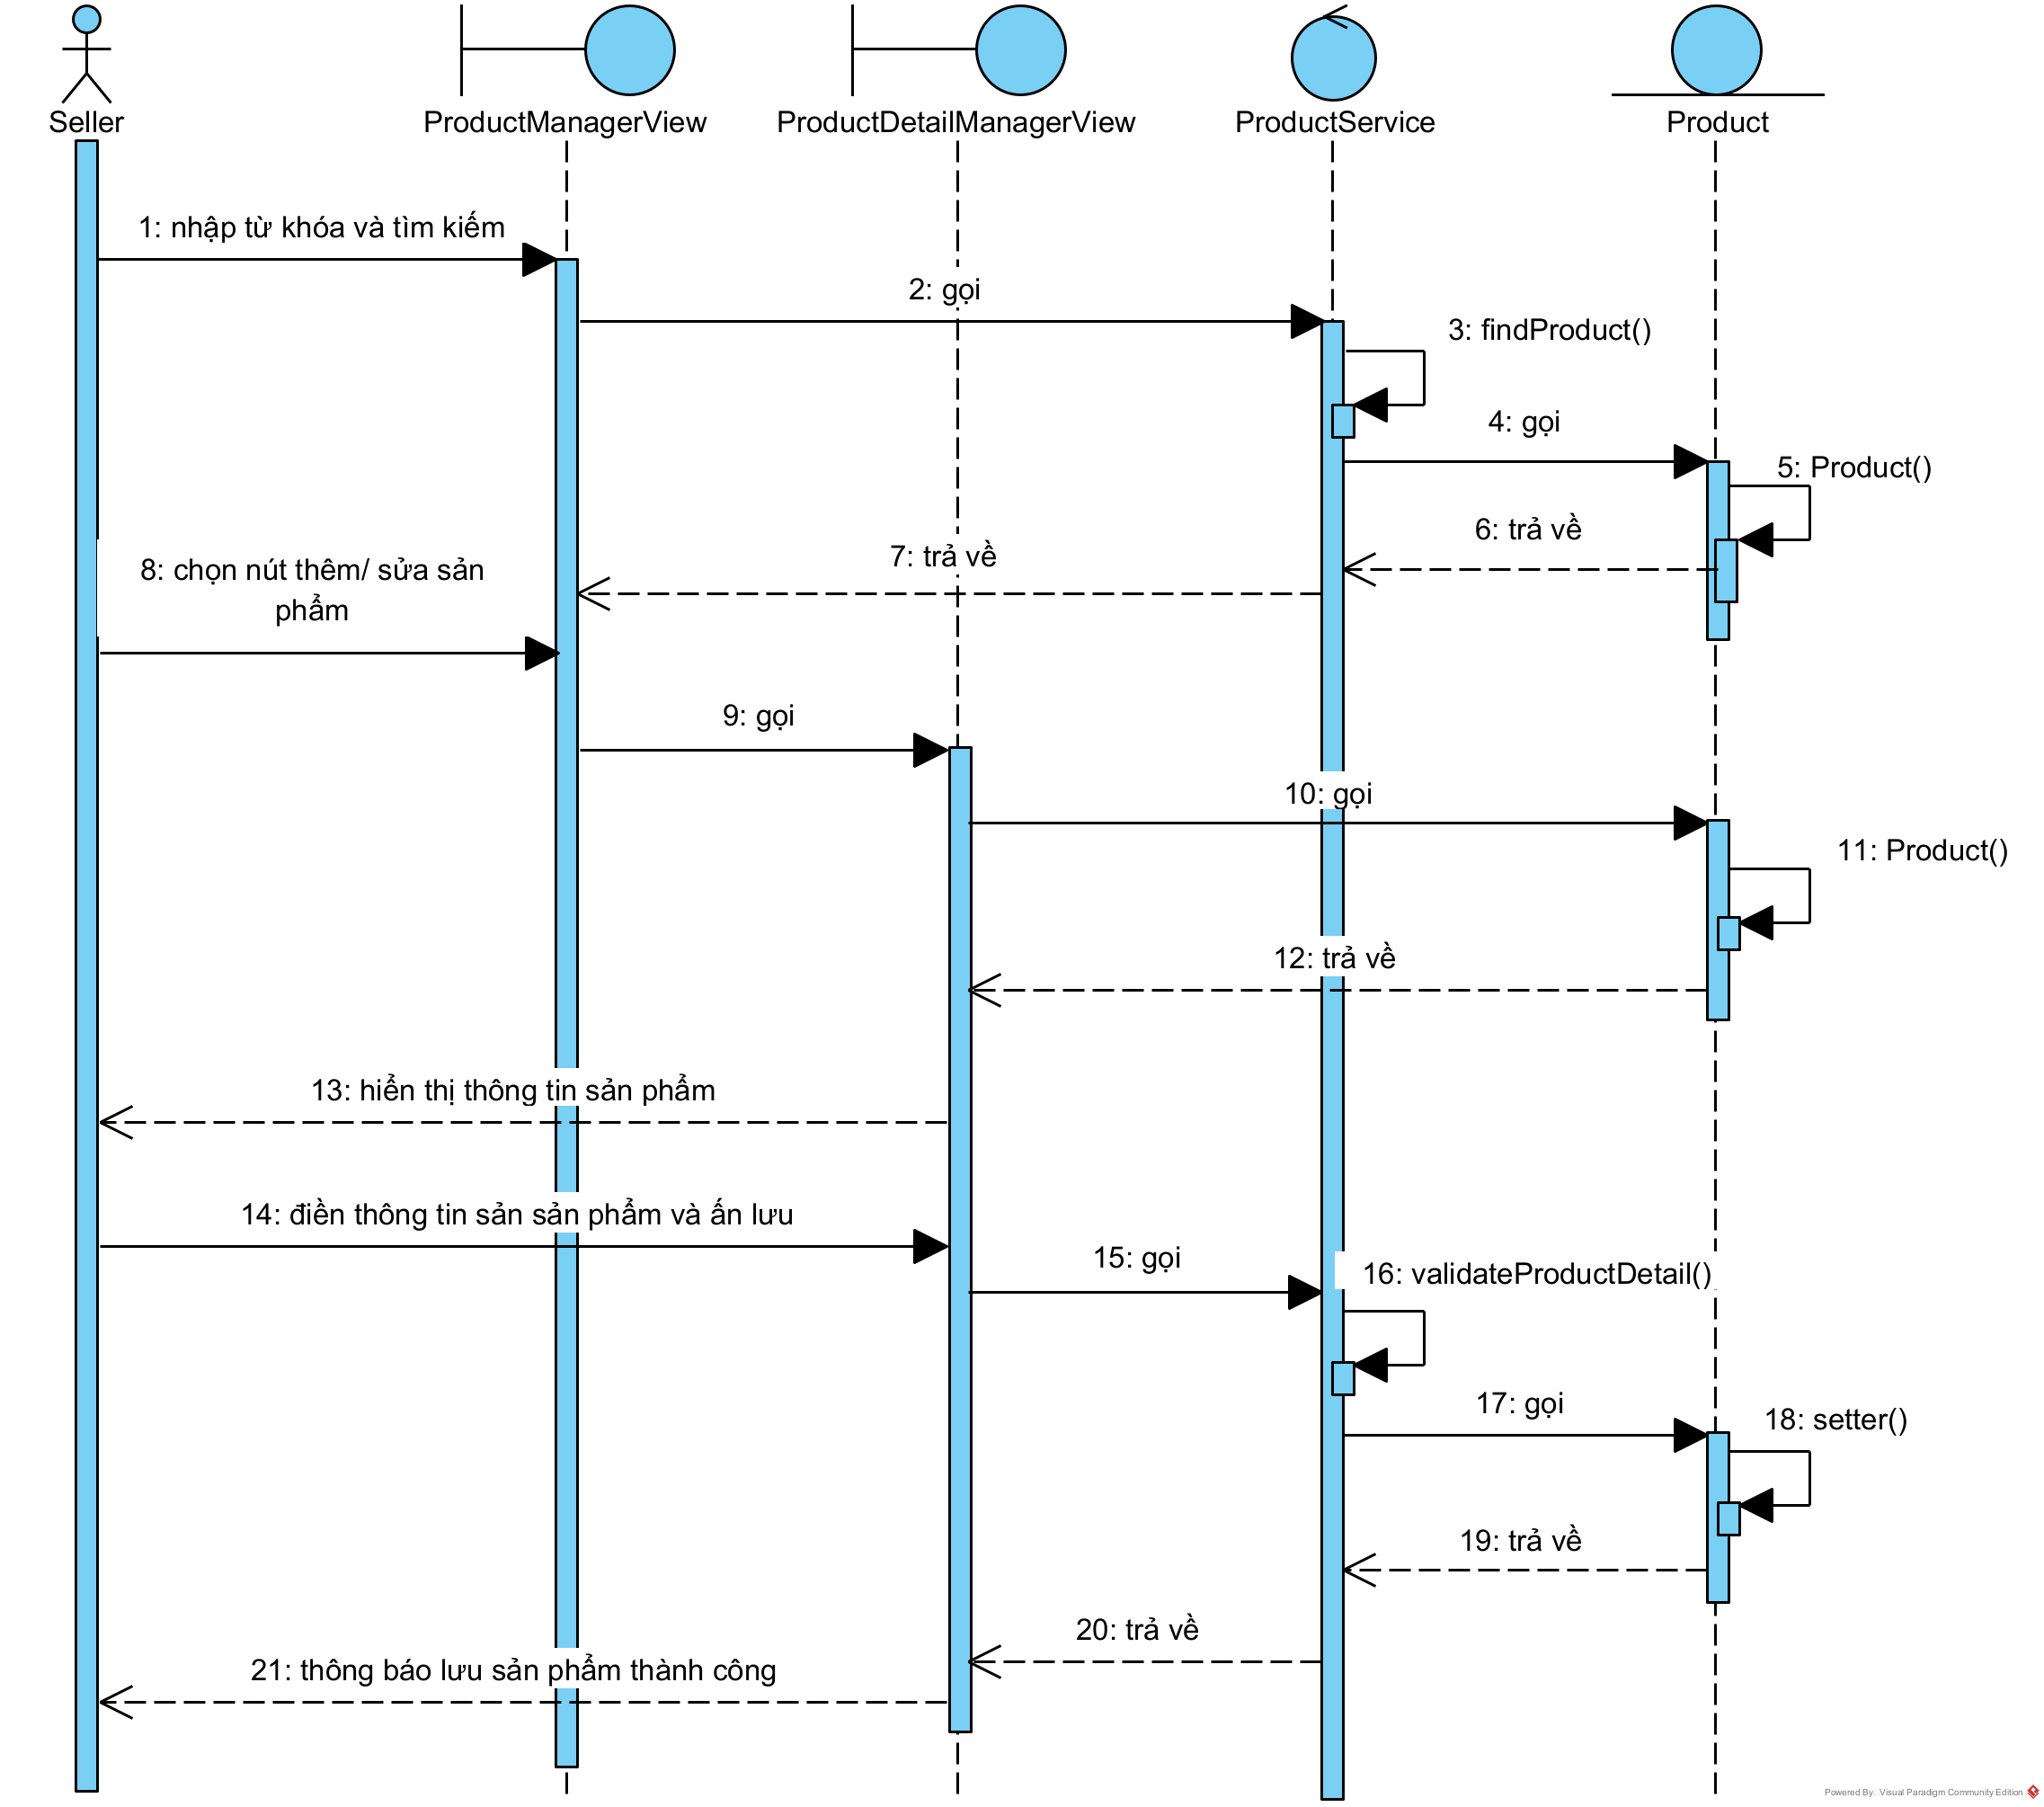 Seller
ProductManagerView
ProductDetailManagerView
ProductService
Product
1: nhập từ khóa và tìm kiếm
2: gọi
3: findProduct()
4: gọi
5: Product()
6: trả về
7: trả về
8: chọn nút thêm/ sửa sản
phẩm
9: gọi
10: gọi
11: Product()
12: trả về
13: hiển thị thông tin sản phẩm
14: điền thông tin sản sản phẩm và ấn lưu
15: gọi
16: validateProductDetail()
17: gọi
18: setter()
19: trả về
20: trả về
21: thông báo lưu sản phẩm thành công
Powered By: Visual Paradigm Community Edition